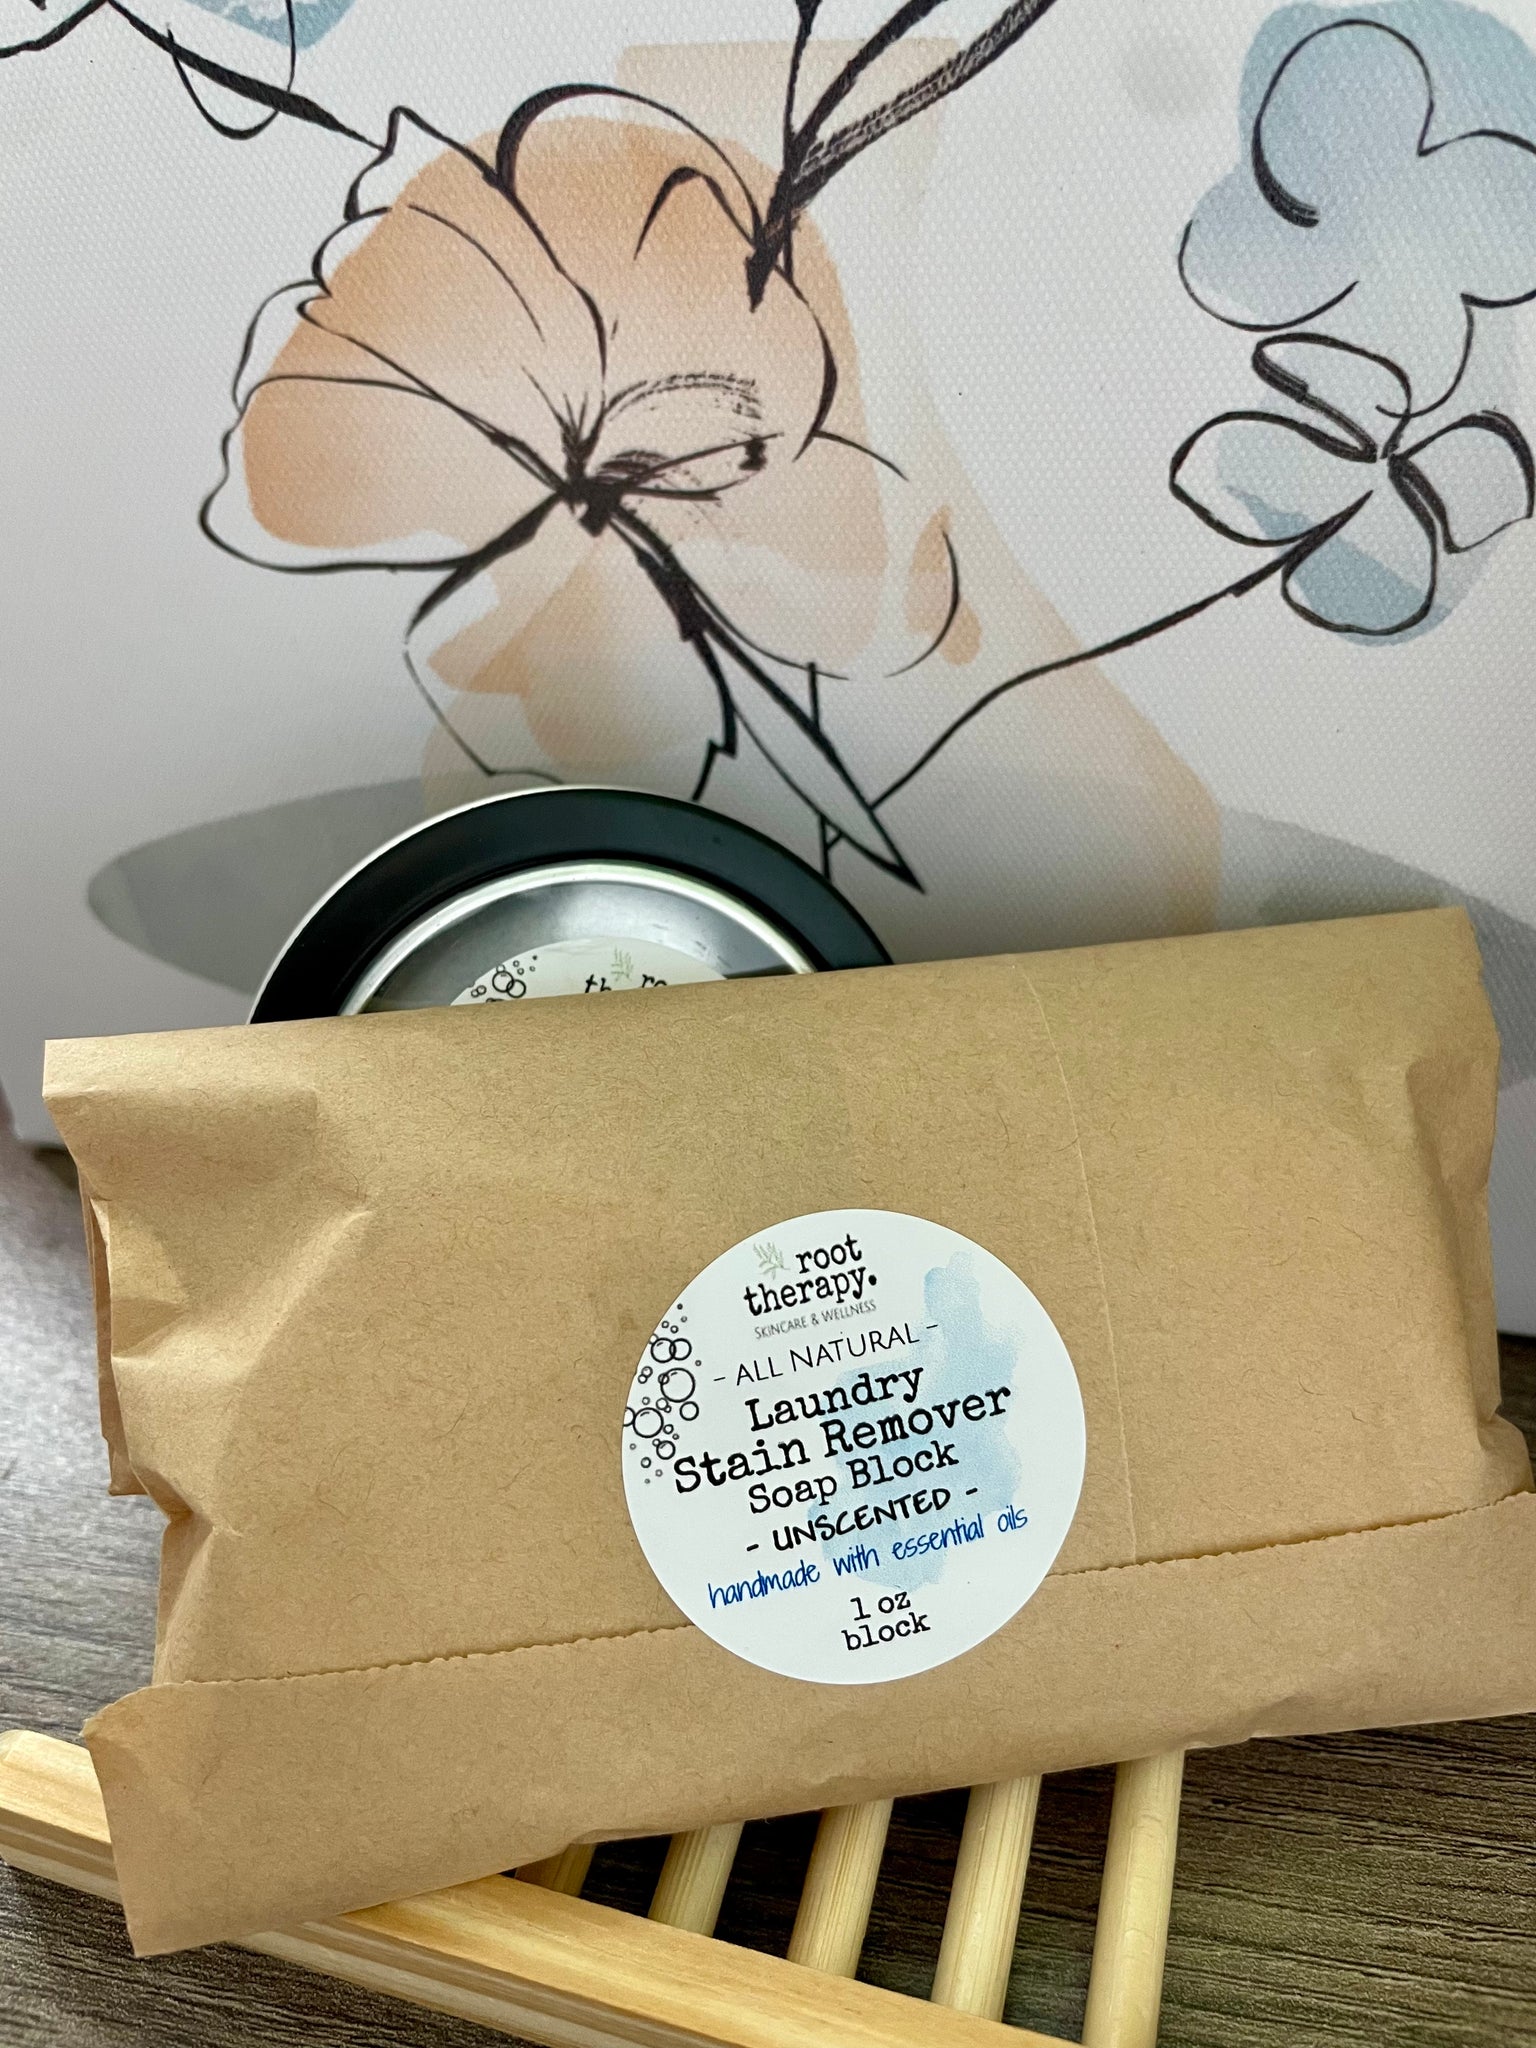 root
therapy.
SKINCARE & WELLNESS
- ALL NATURAL -
Laundry
Stain Remover
Soap Block
- UNSCENTED -
handmade with essential oils
1 oz
block